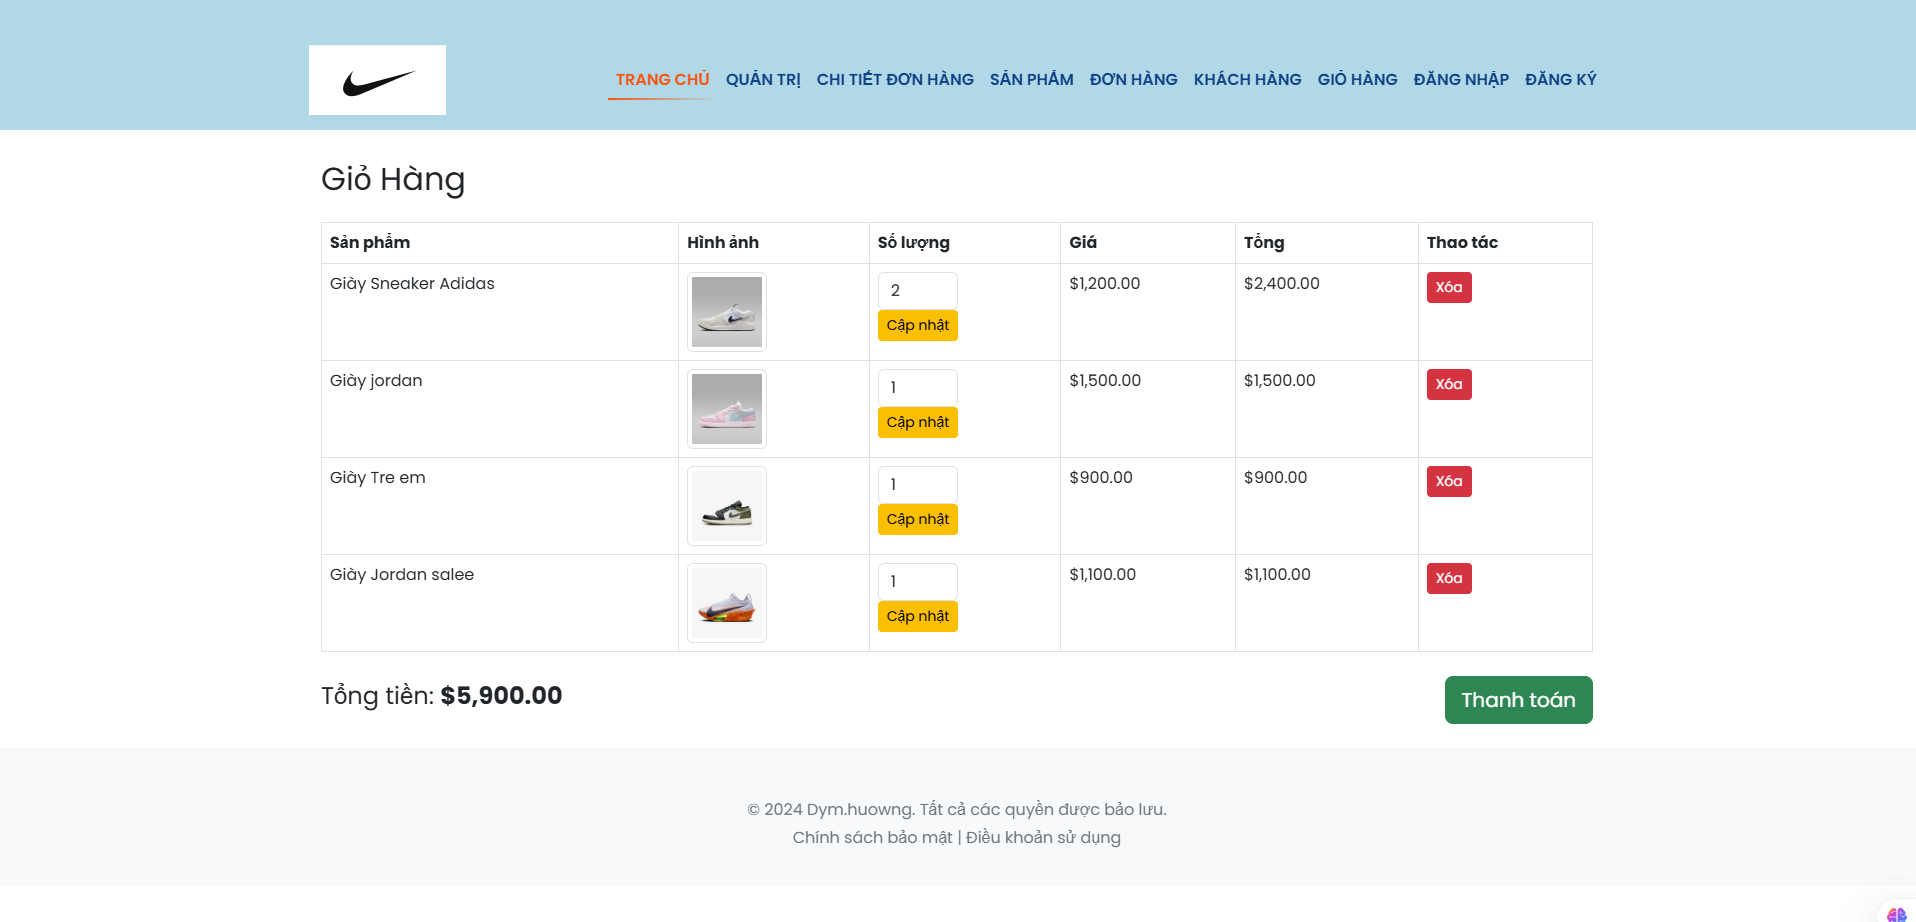 TRANG CHỦ QUẢN TRỊ CHI TIẾT ĐƠN HÀNG SẢN PHẨM ĐƠN HÀNG KHÁCH HÀNG GIỎ HÀNG ĐĂNG NHẬP ĐĂNG KÝ
Giỏ Hàng
Sản phẩm Hình ảnh Số lượng Giá Tổng Thao tác
Giày Sneaker Adidas 2 $1,200.00 $2,400.00 Xóa
Cập nhật
Giày jordan 1 $1,500.00 $1,500.00 Xóa
Cập nhật
Giày Tre em 1 $900.00 $900.00 Xóa
Cập nhật
Giày Jordan salee 1 $1,100.00 $1,100.00 Xóa
Cập nhật
Tổng tiền: $5,900.00 Thanh toán
© 2024 Dym.huowng. Tất cả các quyền được bảo lưu.
Chính sách bảo mật | Điều khoản sử dụng